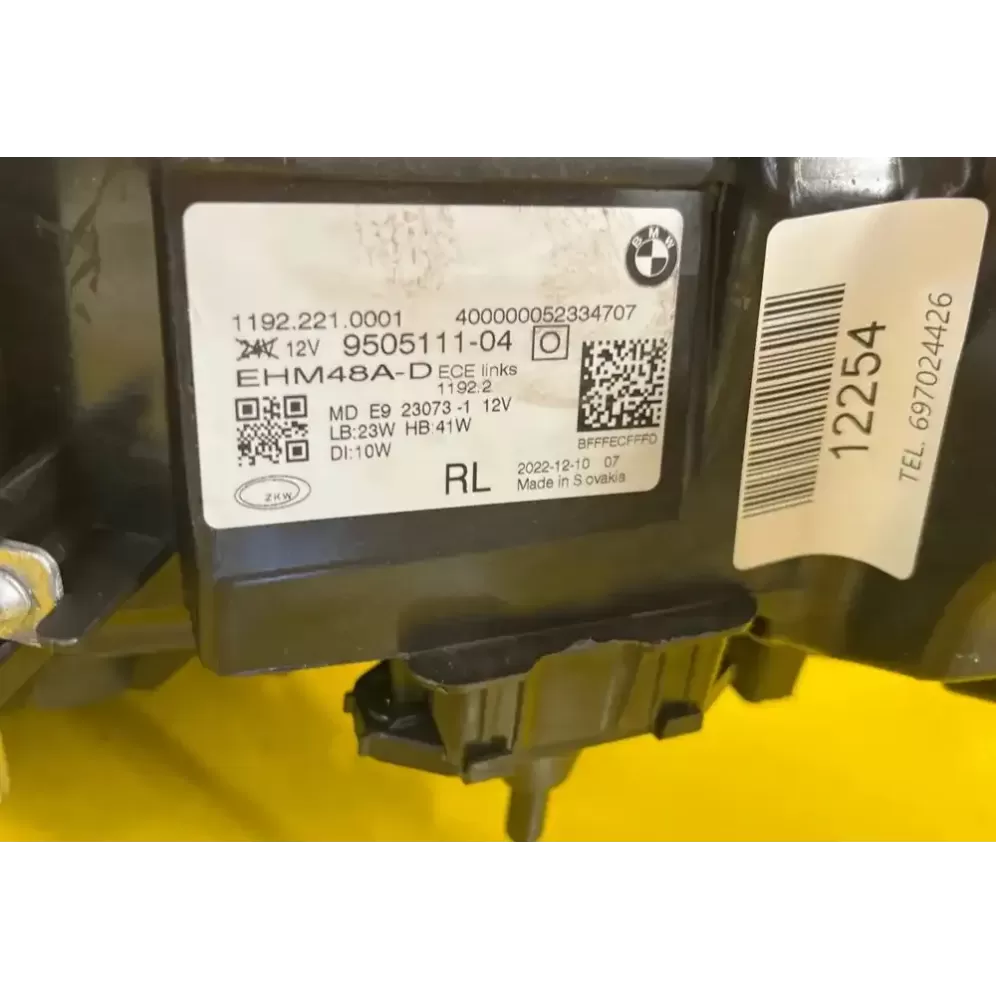 BMW
1192.221.0001 400000052334707
24V 12V 9505111-04
EHM48A-D ECE links
1192.2
MD E9 23073-1 12V
LB:23W HB:41W
DI:10W
BFFFECFFFD
RL
2022-12-10 07
Made in Slovakia
ZKW
12254
TEL. 6970244426